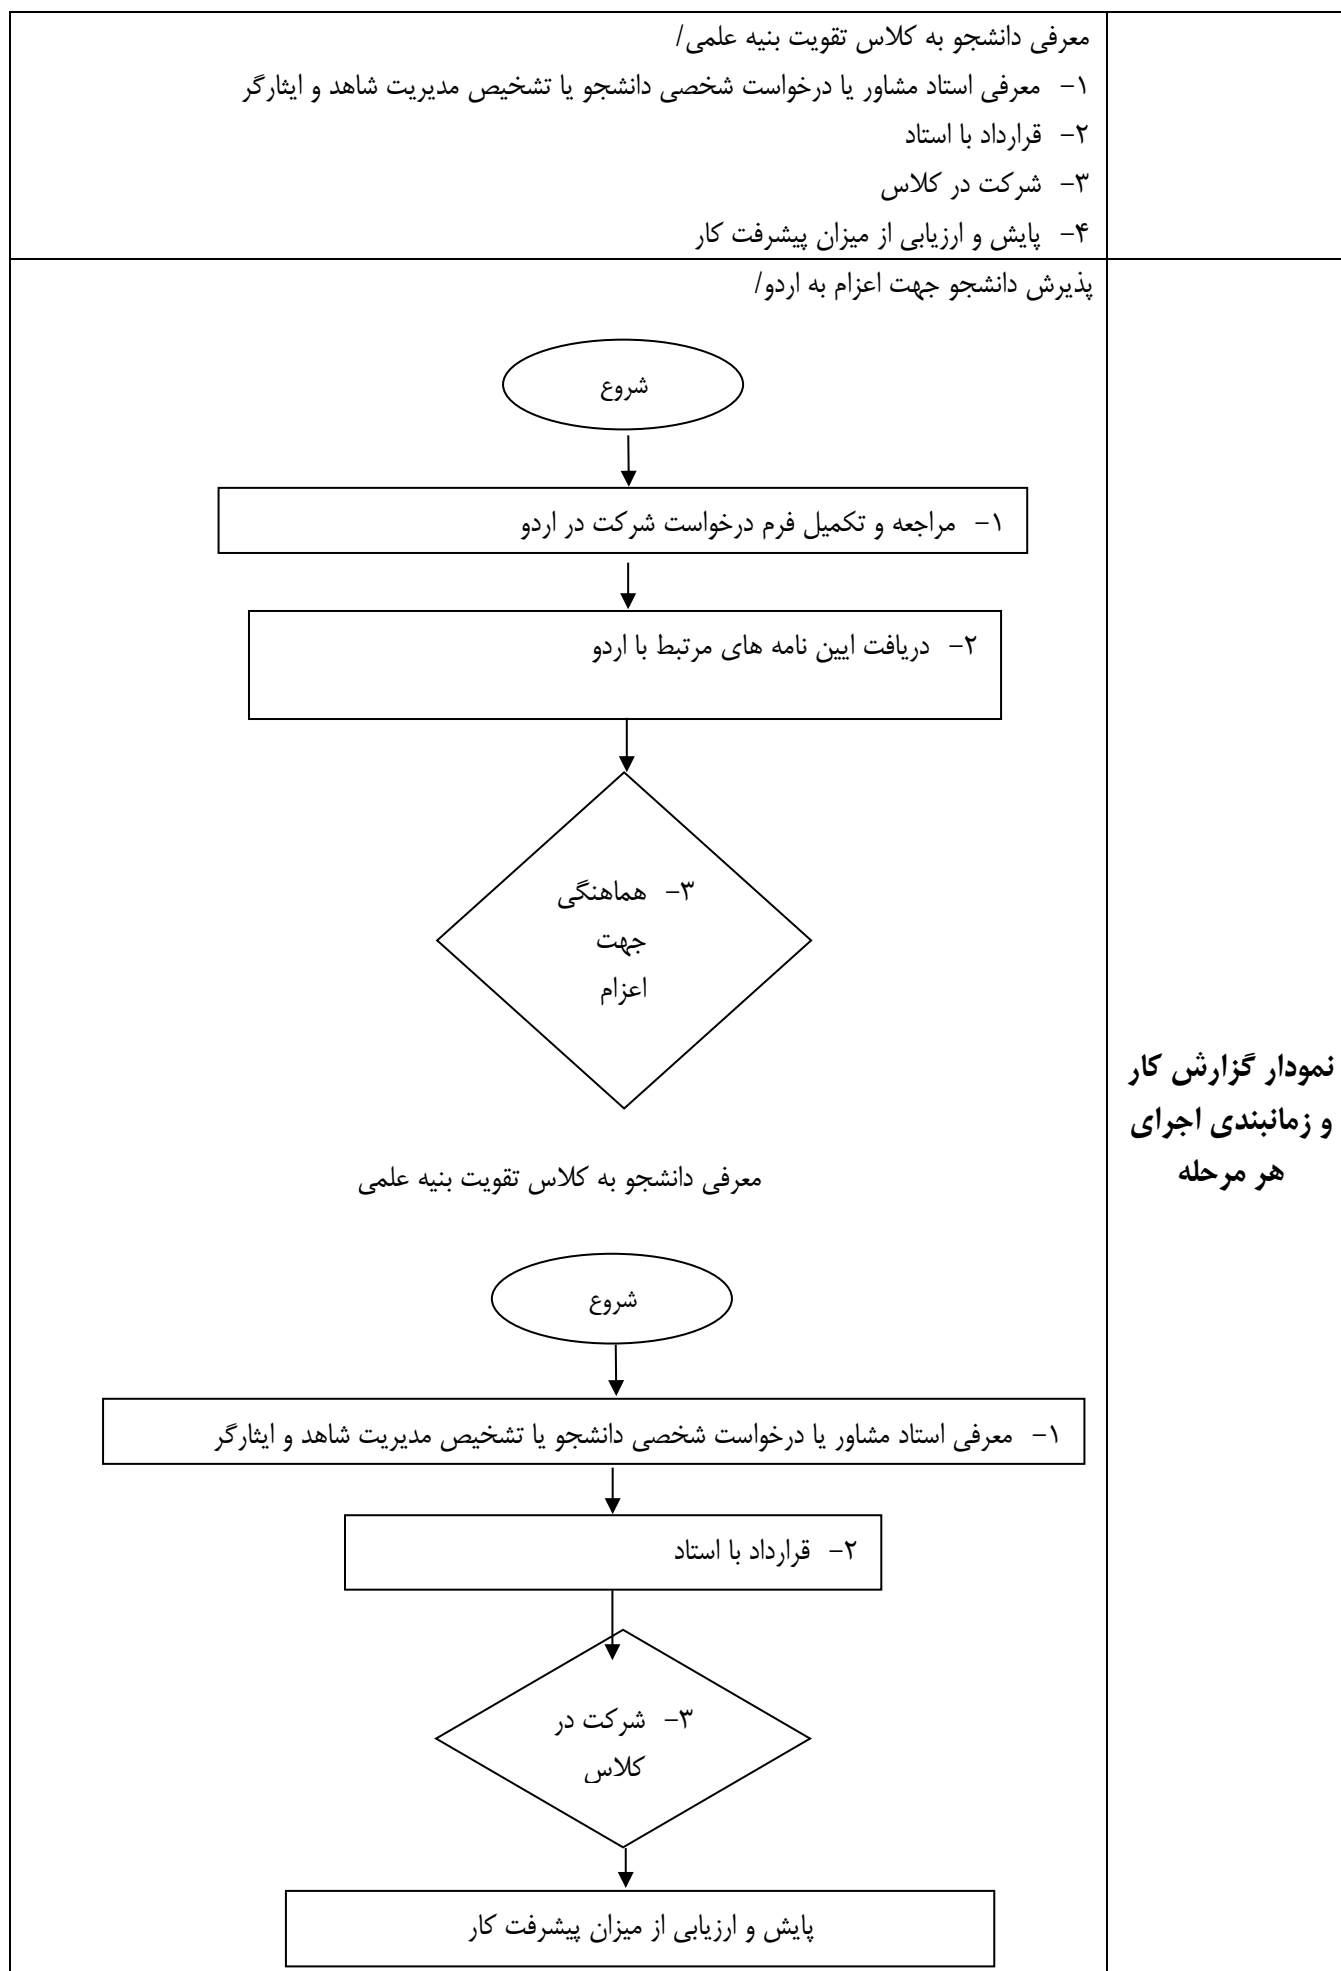 معرفی دانشجو به کلاس تقویت بنیه علمی/
۱- معرفی استاد مشاور یا درخواست شخصی دانشجو یا تشخیص مدیریت شاهد و ایثارگر
۲- قرارداد با استاد
۳- شرکت در کلاس
۴- پایش و ارزیابی از میزان پیشرفت کار
نمودار گزارش کار
و زمانبندی اجرای
هر مرحله
پذیرش دانشجو جهت اعزام به اردو/
شروع
۱- مراجعه و تکمیل فرم درخواست شرکت در اردو
۲- دریافت ایین نامه های مرتبط با اردو
۳- هماهنگی
جهت
اعزام
معرفی دانشجو به کلاس تقویت بنیه علمی
شروع
۱- معرفی استاد مشاور یا درخواست شخصی دانشجو یا تشخیص مدیریت شاهد و ایثارگر
۲- قرارداد با استاد
۳- شرکت در
کلاس
پایش و ارزیابی از میزان پیشرفت کار